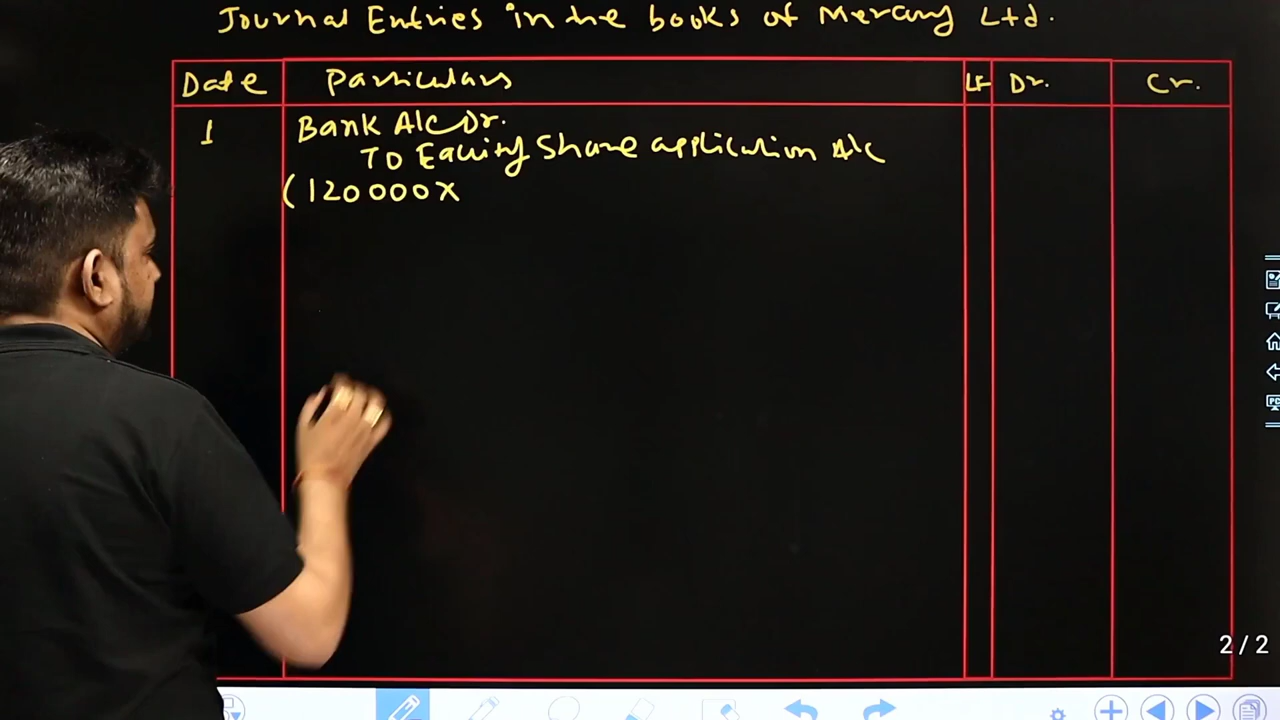 Journal Entries in the books of Mercury Ltd.
Date Particulars LF Dr. Cr.
1 Bank A/c Dr.
To Equity Share application A/c
(120000x
2/2